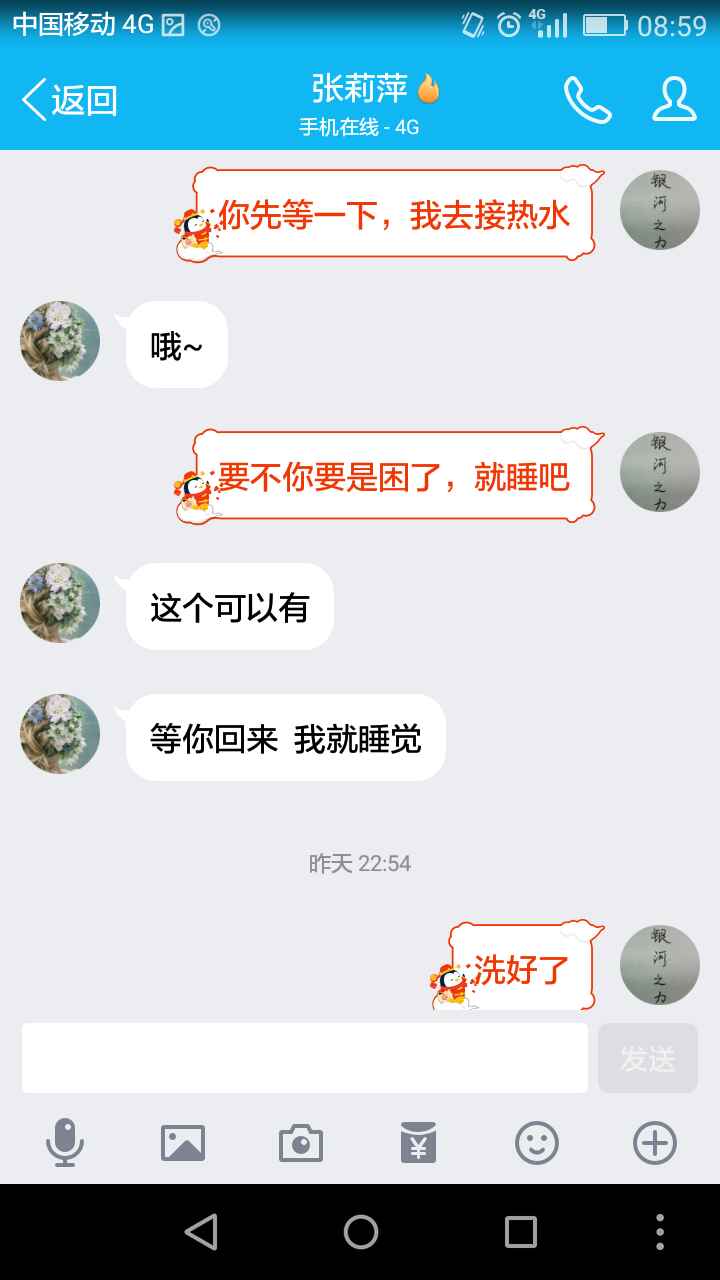 中国移动 4G 4G 08:59
返回 张莉萍
手机在线 - 4G
你先等一下，我去接热水
银河之力
哦~
要不你要是困了，就睡吧
银河之力
这个可以有
等你回来 我就睡觉
昨天 22:54
洗好了
银河之力
发送
¥